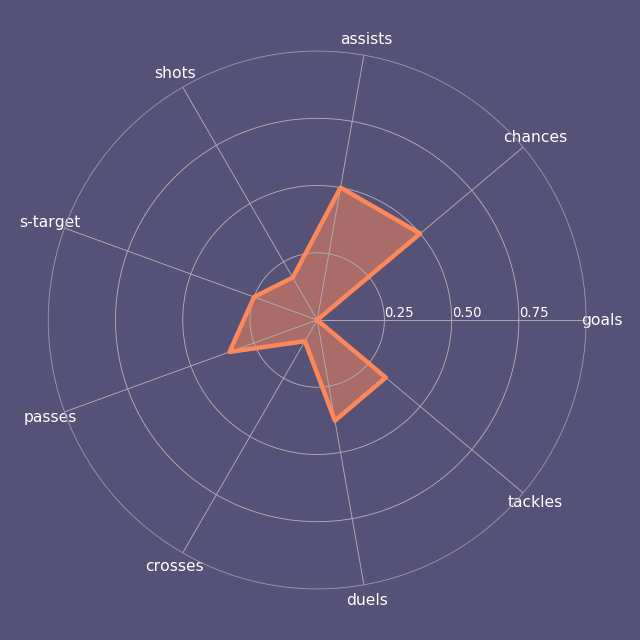 assists
shots
chances
s-target
0.25 0.50 0.75 goals
passes
tackles
crosses
duels